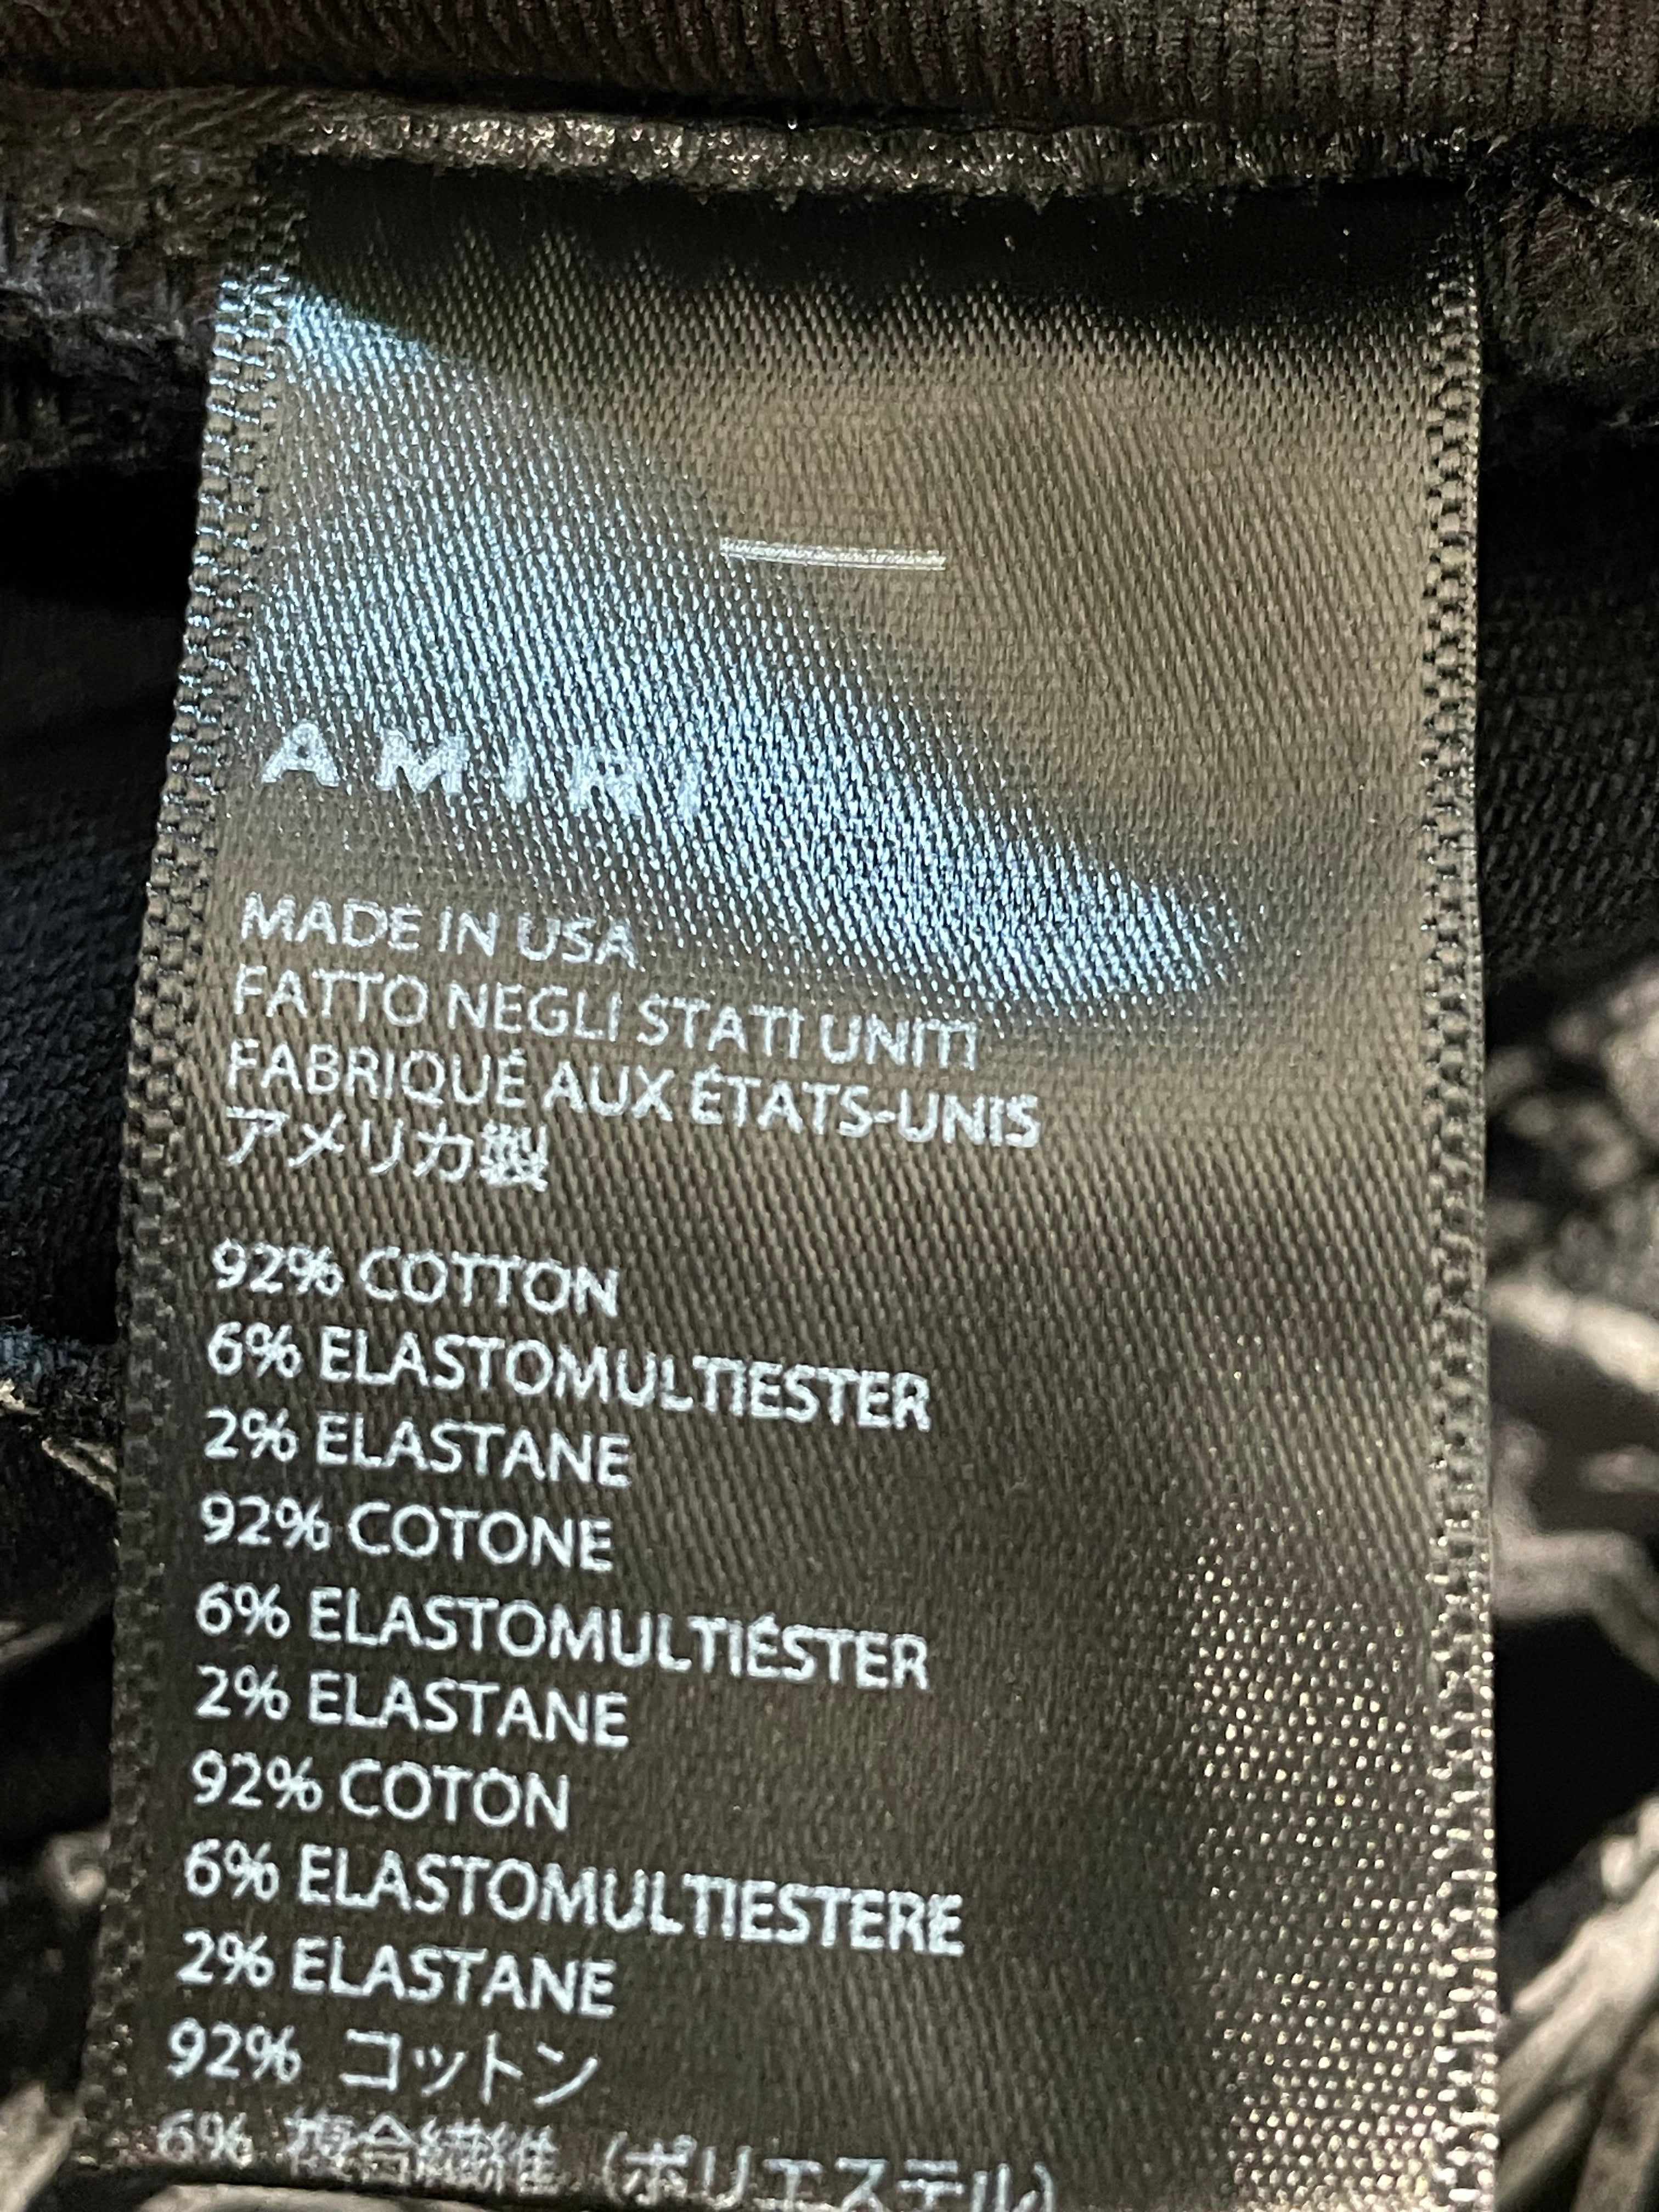 AMIRI
MADE IN USA
FATTO NEGLI STATI UNITI
FABRIQUÉ AUX ÉTATS-UNIS
アメリカ製
92% COTTON
6% ELASTOMULTIESTER
2% ELASTANE
92% COTONE
6% ELASTOMULTIÉSTER
2% ELASTANE
92% COTON
6% ELASTOMULTIESTERE
2% ELASTANE
92% コットン
6% 複合繊維（ポリエステル）